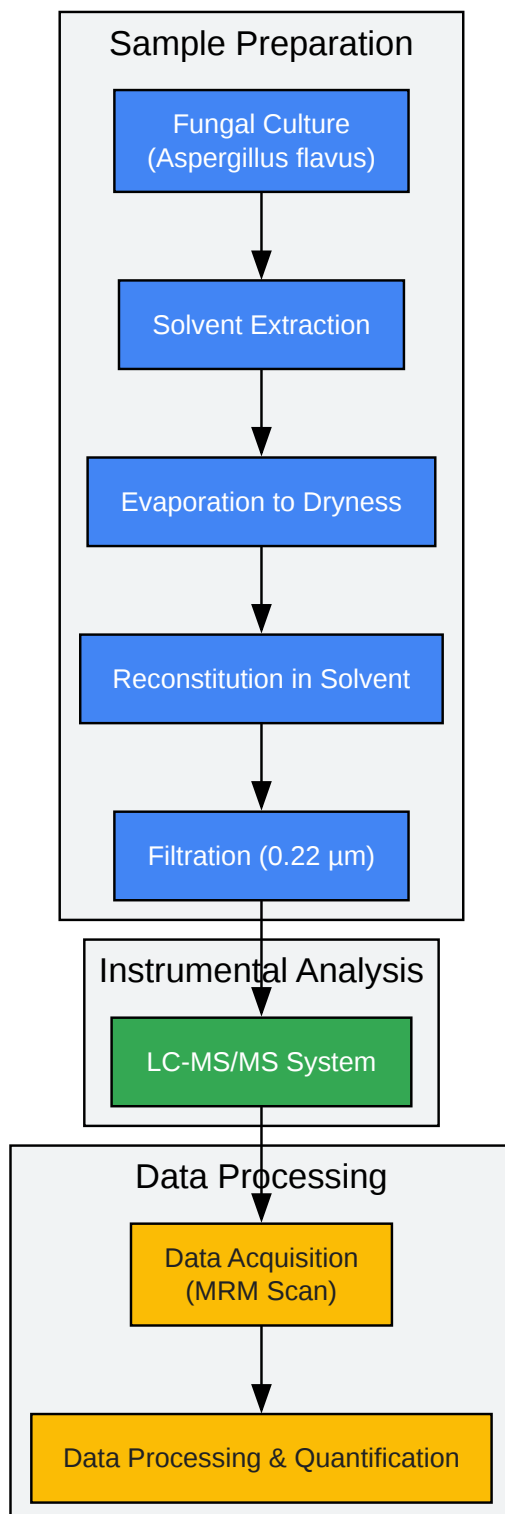 Sample Preparation
Fungal Culture
(Aspergillus flavus)
Solvent Extraction
Evaporation to Dryness
Reconstitution in Solvent
Filtration (0.22 µm)
Instrumental Analysis
LC-MS/MS System
Data Processing
Data Acquisition
(MRM Scan)
Data Processing & Quantification